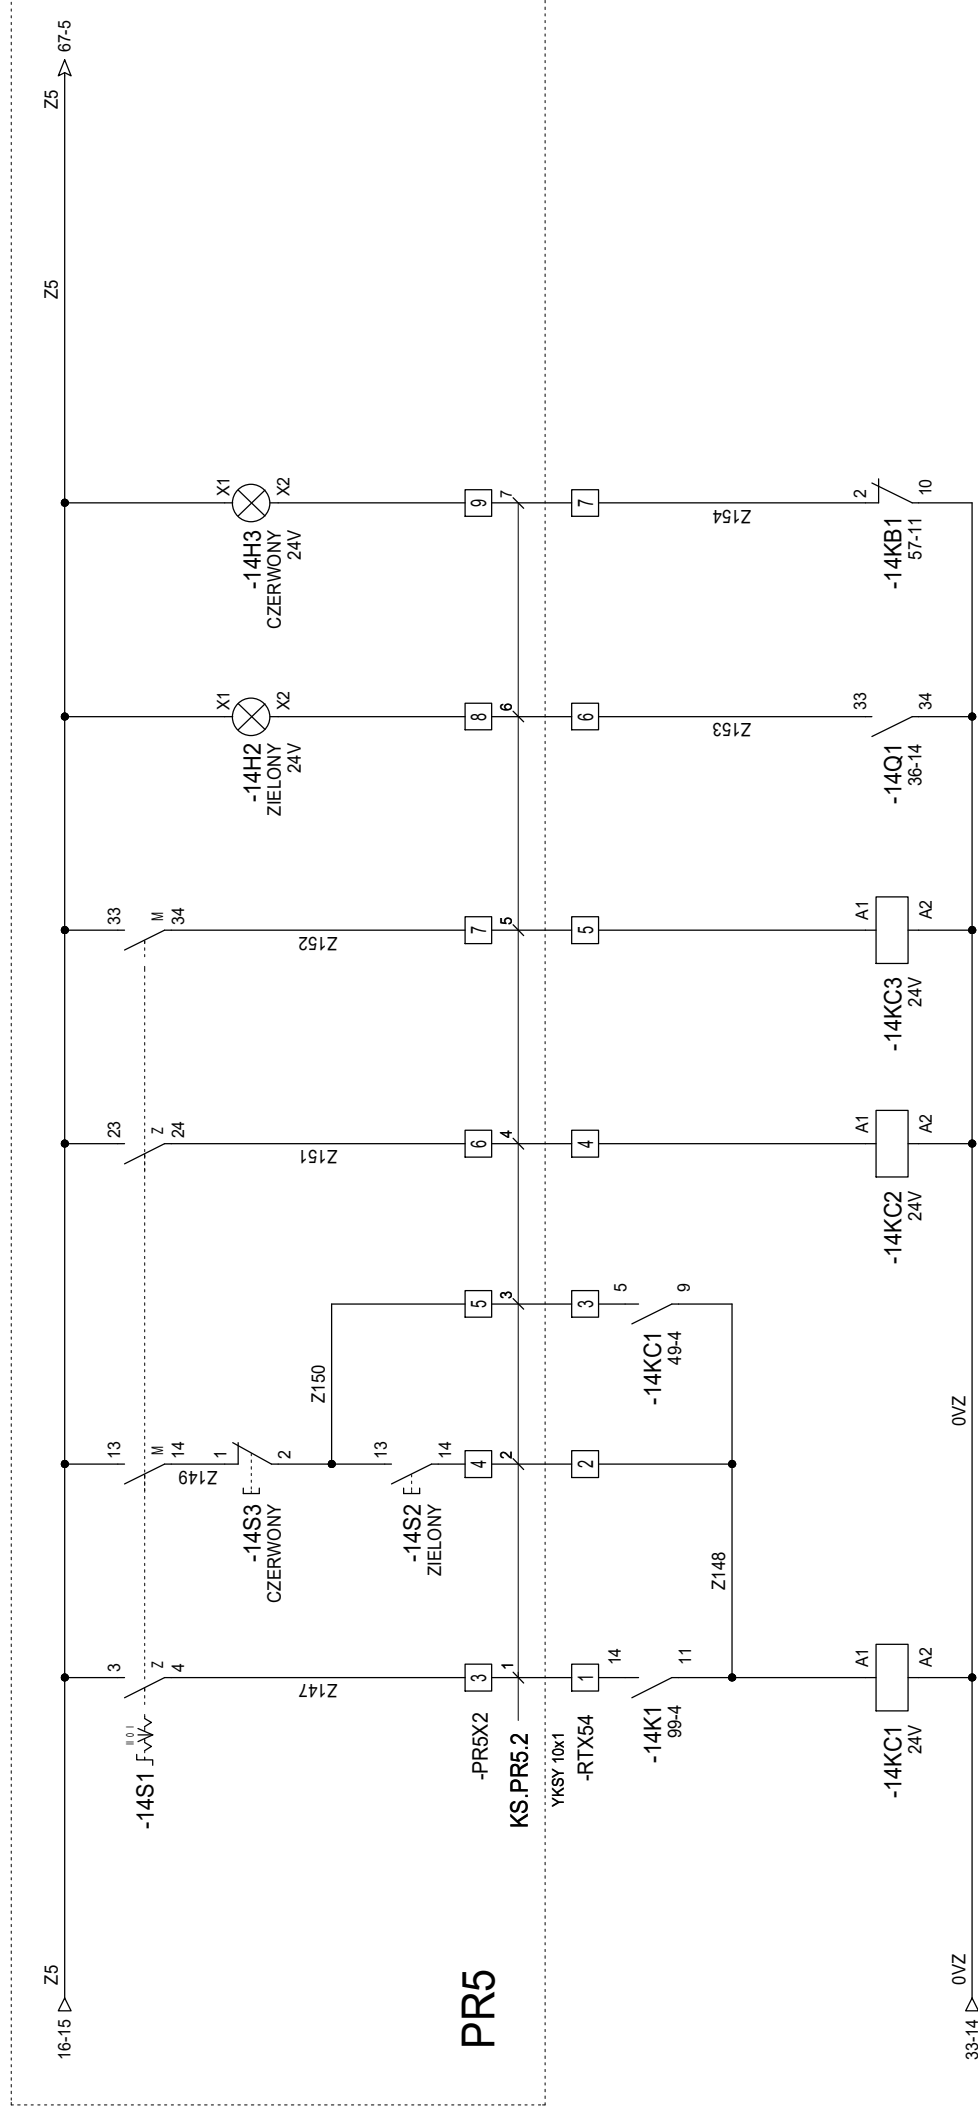 16-15
Z5
Z5
Z5
67-5
-14S1
II 0 I
3
Z
4
13
M
14
23
Z
24
33
M
34
Z147
Z149
1
2
-14S3
CZERWONY
Z150
13
14
-14S2
ZIELONY
Z151
Z152
X1
X2
-14H2
ZIELONY
24V
X1
X2
-14H3
CZERWONY
24V
PR5
-PR5X2
3
4
5
6
7
8
9
KS.PR5.2
YKSY 10x1
1
2
3
4
5
6
7
-RTX54
1
2
3
4
5
6
7
14
11
-14K1
99-4
5
9
-14KC1
49-4
Z148
Z153
Z154
A1
A2
-14KC1
24V
A1
A2
-14KC2
24V
A1
A2
-14KC3
24V
33
34
-14Q1
36-14
2
10
-14KB1
57-11
33-14
0VZ
0VZ